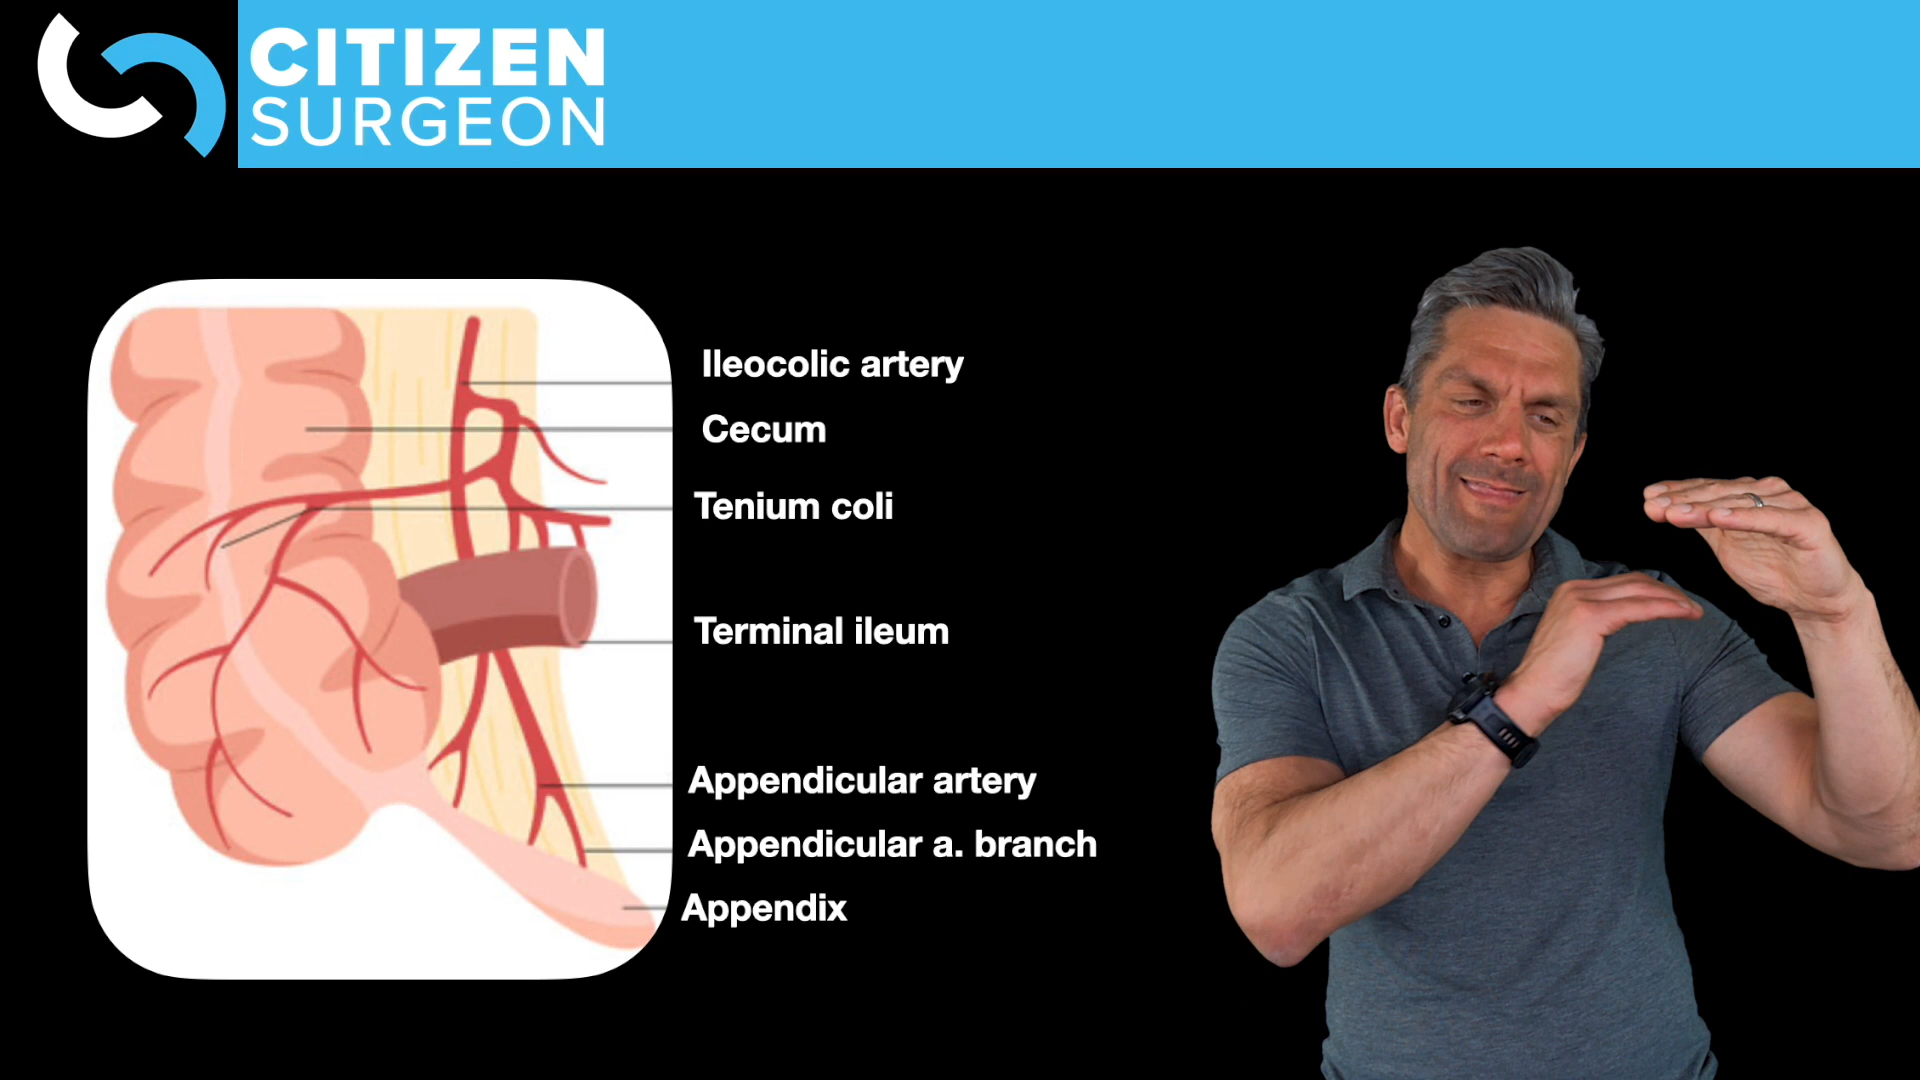 CITIZEN
SURGEON
Ileocolic artery
Cecum
Tenium coli
Terminal ileum
Appendicular artery
Appendicular a. branch
Appendix